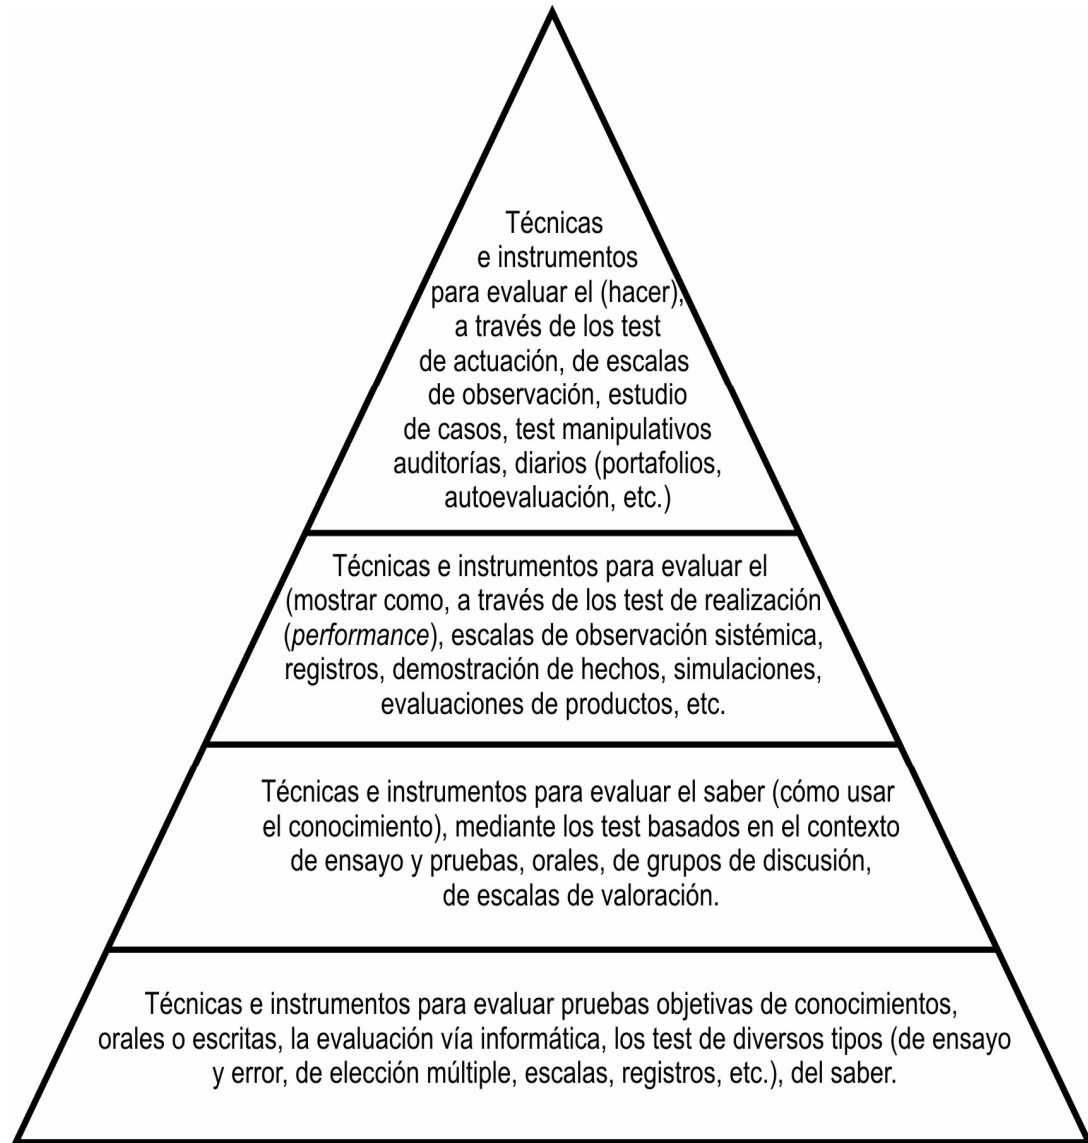 Técnicas
e instrumentos
para evaluar el (hacer),
a través de los test
de actuación, de escalas
de observación, estudio
de casos, test manipulativos
auditorías, diarios (portafolios,
autoevaluación, etc.)
Técnicas e instrumentos para evaluar el
(mostrar como, a través de los test de realización
(performance), escalas de observación sistémica,
registros, demostración de hechos, simulaciones,
evaluaciones de productos, etc.
Técnicas e instrumentos para evaluar el saber (cómo usar
el conocimiento), mediante los test basados en el contexto
de ensayo y pruebas, orales, de grupos de discusión,
de escalas de valoración.
Técnicas e instrumentos para evaluar pruebas objetivas de conocimientos,
orales o escritas, la evaluación vía informática, los test de diversos tipos (de ensayo
y error, de elección múltiple, escalas, registros, etc.), del saber.